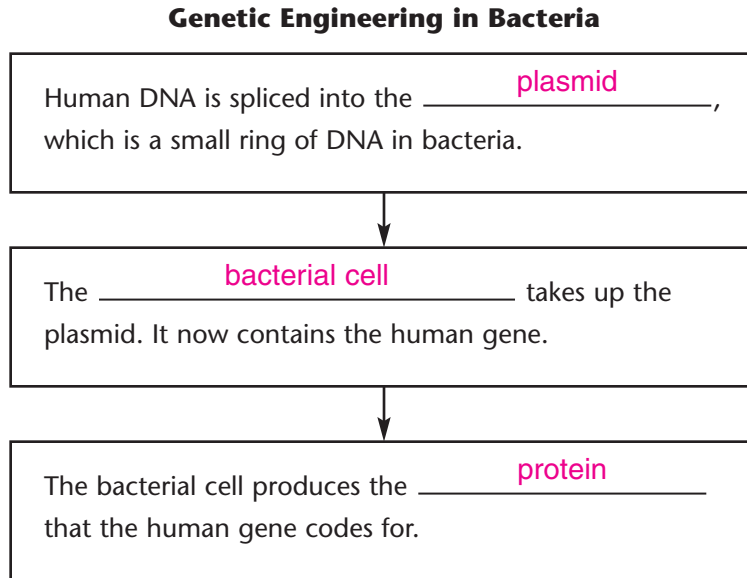 Genetic Engineering in Bacteria
Human DNA is spliced into the plasmid,
which is a small ring of DNA in bacteria.
The bacterial cell takes up the
plasmid. It now contains the human gene.
The bacterial cell produces the protein
that the human gene codes for.